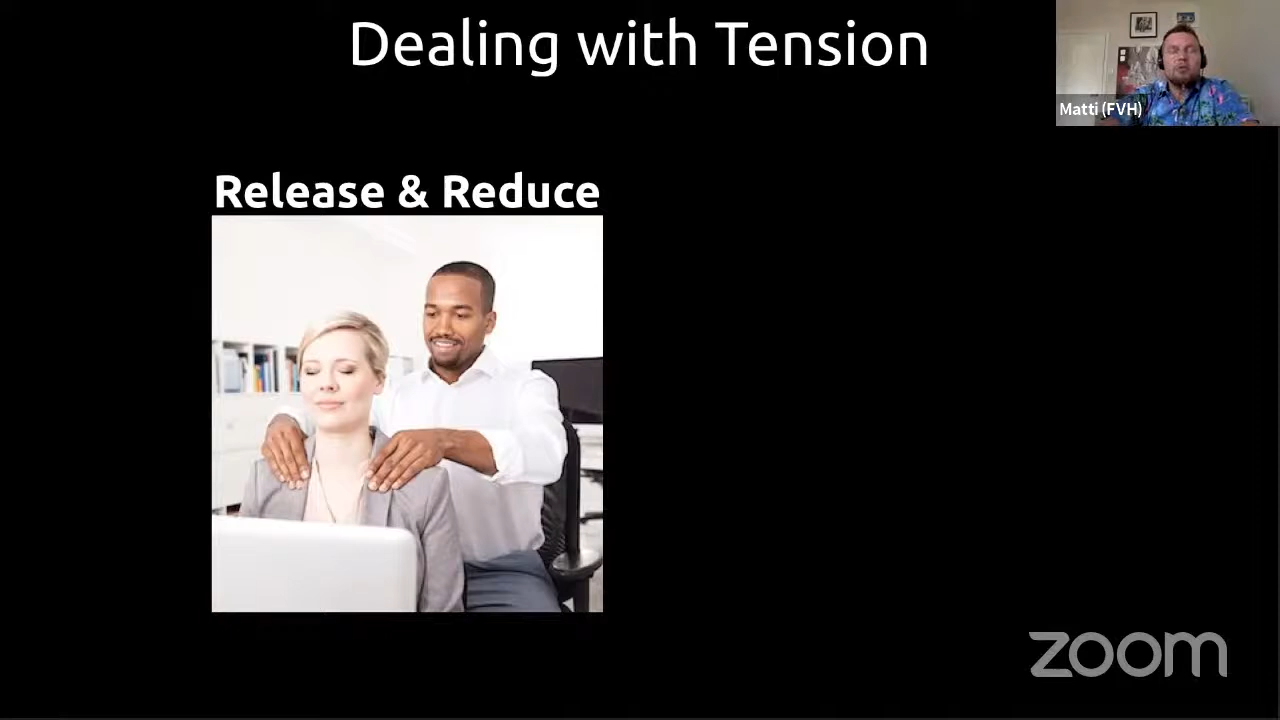 Dealing with Tension
Matti (FVH)
Release & Reduce
zoom